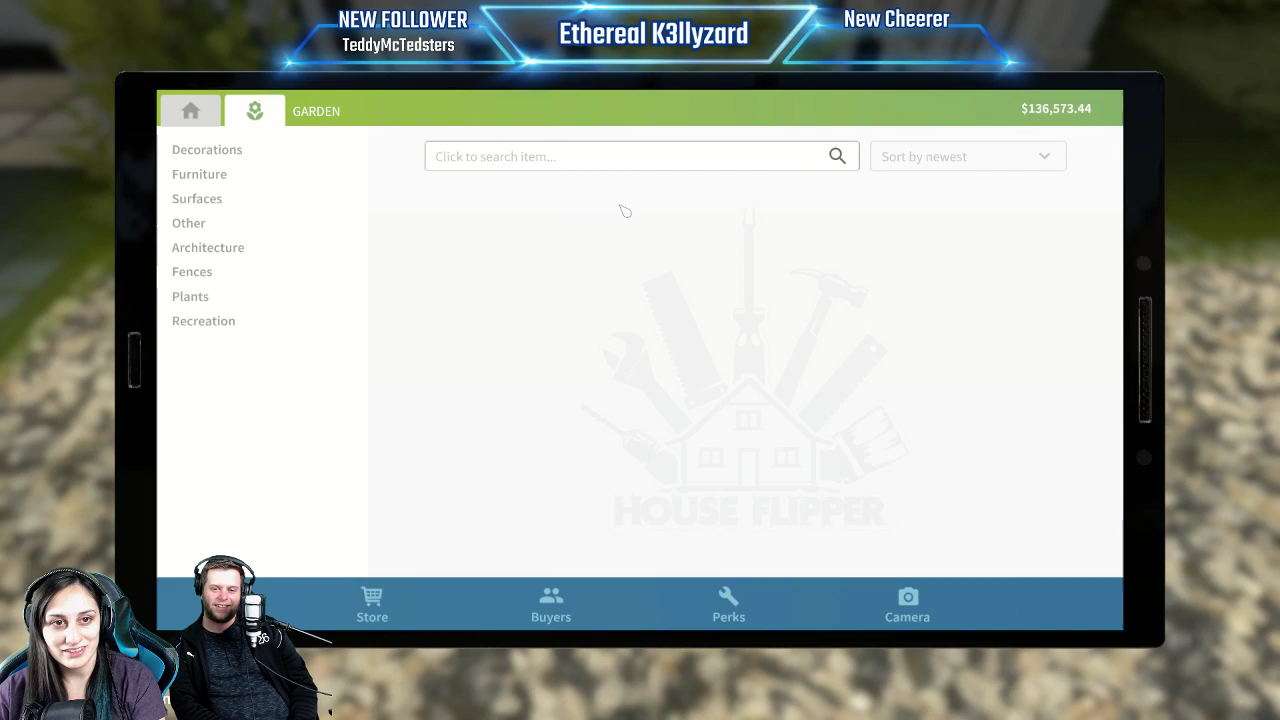 NEW FOLLOWER
TeddyMcTedsters
Ethereal K3llyzard
New Cheerer
GARDEN
$136,573.44
Click to search item...
Sort by newest
Decorations
Furniture
Surfaces
Other
Architecture
Fences
Plants
Recreation
HOUSE FLIPPER
Store
Buyers
Perks
Camera